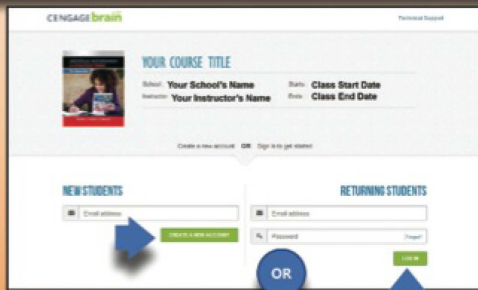 CENGAGE brain
Technical Support
YOUR COURSE TITLE
School: Your School's Name
Starts: Class Start Date
Instructor: Your Instructor's Name
Ends: Class End Date
Create a new account OR Sign in to get started
NEW STUDENTS
RETURNING STUDENTS
Email address
Email address
CREATE A NEW ACCOUNT
Password
Forgot?
LOG IN
OR